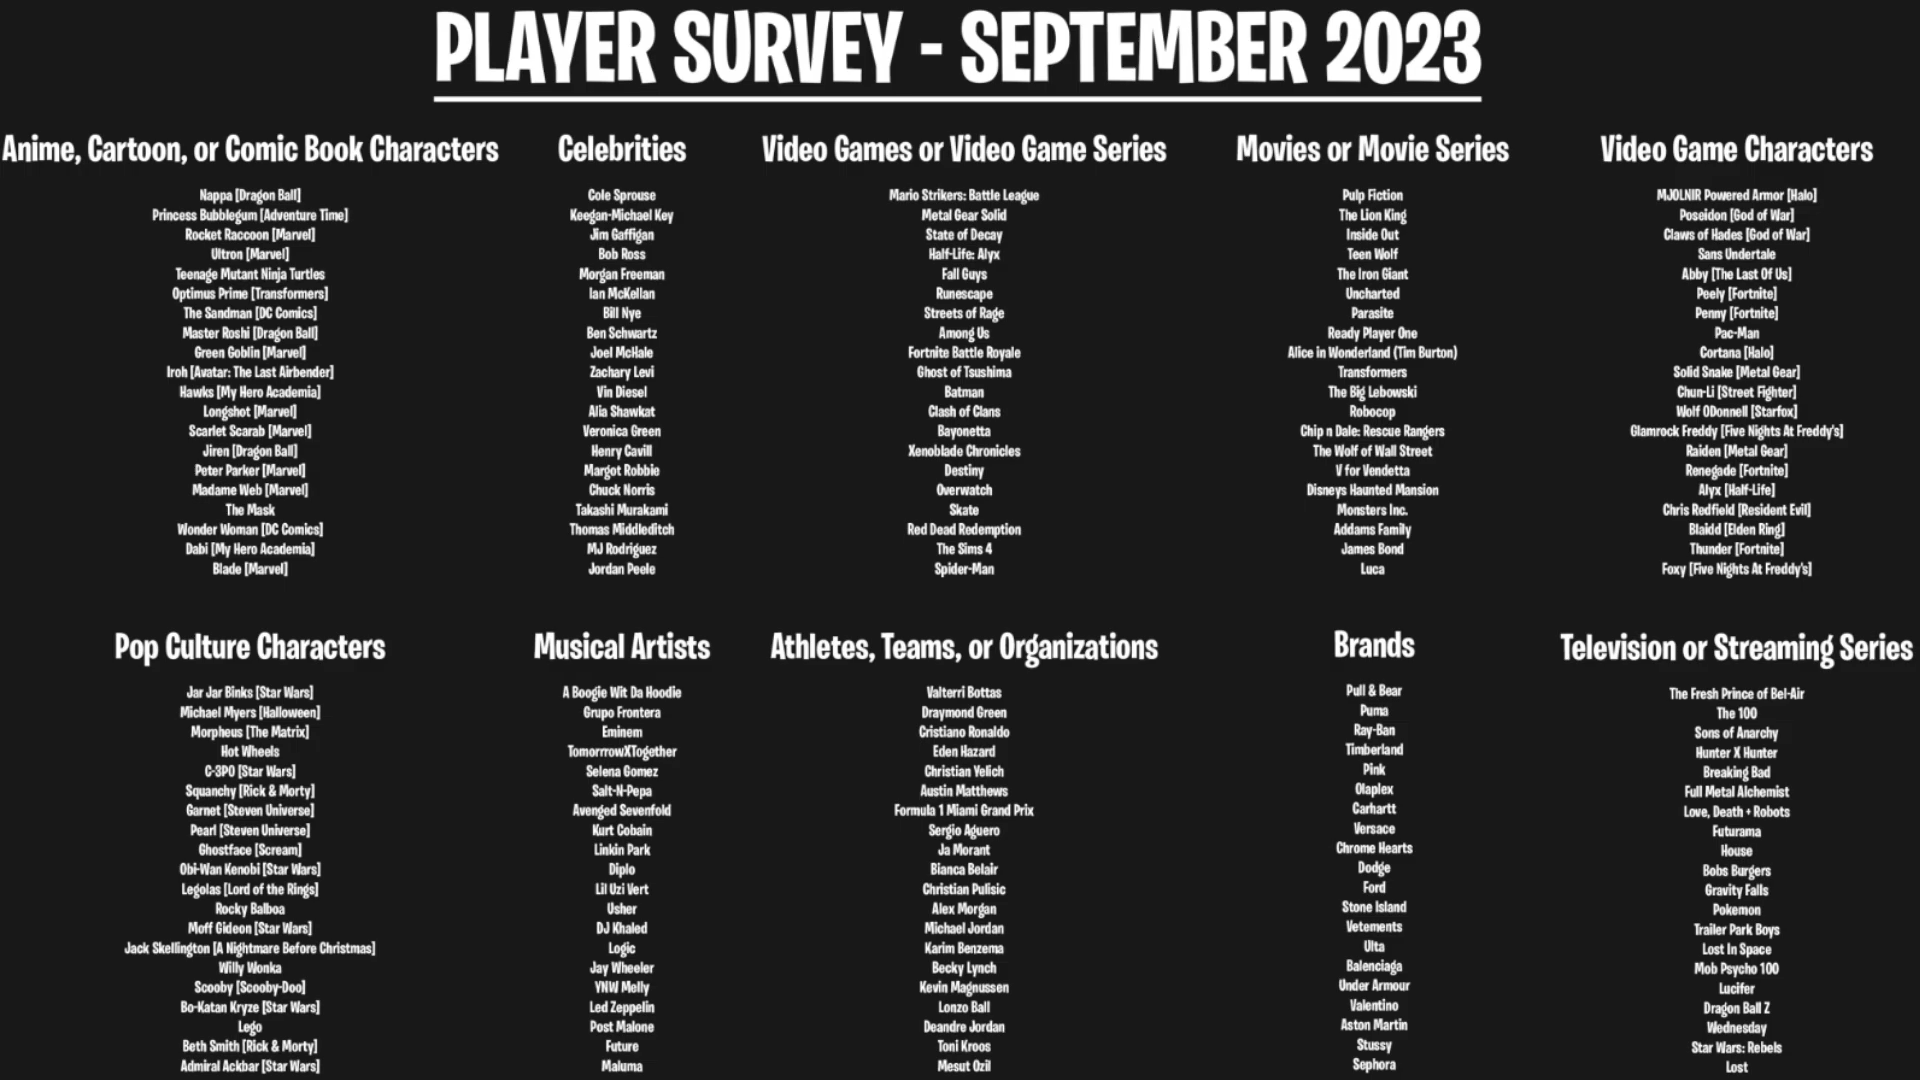 PLAYER SURVEY - SEPTEMBER 2023
Anime, Cartoon, or Comic Book Characters
Nappa [Dragon Ball]
Princess Bubblegum [Adventure Time]
Rocket Raccoon [Marvel]
Ultron [Marvel]
Teenage Mutant Ninja Turtles
Optimus Prime [Transformers]
The Sandman [DC Comics]
Master Roshi [Dragon Ball]
Green Goblin [Marvel]
Iroh [Avatar: The Last Airbender]
Hawks [My Hero Academia]
Longshot [Marvel]
Scarlet Scarab [Marvel]
Jiren [Dragon Ball]
Peter Parker [Marvel]
Madame Web [Marvel]
The Mask
Wonder Woman [DC Comics]
Dabi [My Hero Academia]
Blade [Marvel]
Celebrities
Cole Sprouse
Keegan-Michael Key
Jim Gaffigan
Bob Ross
Morgan Freeman
Ian McKellan
Bill Nye
Ben Schwartz
Joel McHale
Zachary Levi
Vin Diesel
Alia Shawkat
Veronica Green
Henry Cavill
Margot Robbie
Chuck Norris
Takashi Murakami
Thomas Middleditch
MJ Rodriguez
Jordan Peele
Video Games or Video Game Series
Mario Strikers: Battle League
Metal Gear Solid
State of Decay
Half-Life: Alyx
Fall Guys
Runescape
Streets of Rage
Among Us
Fortnite Battle Royale
Ghost of Tsushima
Batman
Clash of Clans
Bayonetta
Xenoblade Chronicles
Destiny
Overwatch
Skate
Red Dead Redemption
The Sims 4
Spider-Man
Movies or Movie Series
Pulp Fiction
The Lion King
Inside Out
Teen Wolf
The Iron Giant
Uncharted
Parasite
Ready Player One
Alice in Wonderland (Tim Burton)
Transformers
The Big Lebowski
Robocop
Chip n Dale: Rescue Rangers
The Wolf of Wall Street
V for Vendetta
Disneys Haunted Mansion
Monsters Inc.
Addams Family
James Bond
Luca
Video Game Characters
MJOLNIR Powered Armor [Halo]
Poseidon [God of War]
Claws of Hades [God of War]
Sans Undertale
Abby [The Last Of Us]
Peely [Fortnite]
Penny [Fortnite]
Pac-Man
Cortana [Halo]
Solid Snake [Metal Gear]
Chun-Li [Street Fighter]
Wolf ODonnell [Starfox]
Glamrock Freddy [Five Nights At Freddy's]
Raiden [Metal Gear]
Renegade [Fortnite]
Alyx [Half-Life]
Chris Redfield [Resident Evil]
Blaidd [Elden Ring]
Thunder [Fortnite]
Foxy [Five Nights At Freddy's]
Pop Culture Characters
Jar Jar Binks [Star Wars]
Michael Myers [Halloween]
Morpheus [The Matrix]
Hot Wheels
C-3PO [Star Wars]
Squanchy [Rick & Morty]
Garnet [Steven Universe]
Pearl [Steven Universe]
Ghostface [Scream]
Obi-Wan Kenobi [Star Wars]
Legolas [Lord of the Rings]
Rocky Balboa
Moff Gideon [Star Wars]
Jack Skellington [A Nightmare Before Christmas]
Willy Wonka
Scooby [Scooby-Doo]
Bo-Katan Kryze [Star Wars]
Lego
Beth Smith [Rick & Morty]
Admiral Ackbar [Star Wars]
Musical Artists
A Boogie Wit Da Hoodie
Grupo Frontera
Eminem
TomorrrowXTogether
Selena Gomez
Salt-N-Pepa
Avenged Sevenfold
Kurt Cobain
Linkin Park
Diplo
Lil Uzi Vert
Usher
DJ Khaled
Logic
Jay Wheeler
YNW Melly
Led Zeppelin
Post Malone
Future
Maluma
Athletes, Teams, or Organizations
Valterri Bottas
Draymond Green
Cristiano Ronaldo
Eden Hazard
Christian Yelich
Austin Matthews
Formula 1 Miami Grand Prix
Sergio Aguero
Ja Morant
Bianca Belair
Christian Pulisic
Alex Morgan
Michael Jordan
Karim Benzema
Becky Lynch
Kevin Magnussen
Lonzo Ball
Deandre Jordan
Toni Kroos
Mesut Ozil
Brands
Pull & Bear
Puma
Ray-Ban
Timberland
Pink
Olaplex
Carhartt
Versace
Chrome Hearts
Dodge
Ford
Stone Island
Vetements
Ulta
Balenciaga
Under Armour
Valentino
Aston Martin
Stussy
Sephora
Television or Streaming Series
The Fresh Prince of Bel-Air
The 100
Sons of Anarchy
Hunter X Hunter
Breaking Bad
Full Metal Alchemist
Love, Death + Robots
Futurama
House
Bobs Burgers
Gravity Falls
Pokemon
Trailer Park Boys
Lost In Space
Mob Psycho 100
Lucifer
Dragon Ball Z
Wednesday
Star Wars: Rebels
Lost